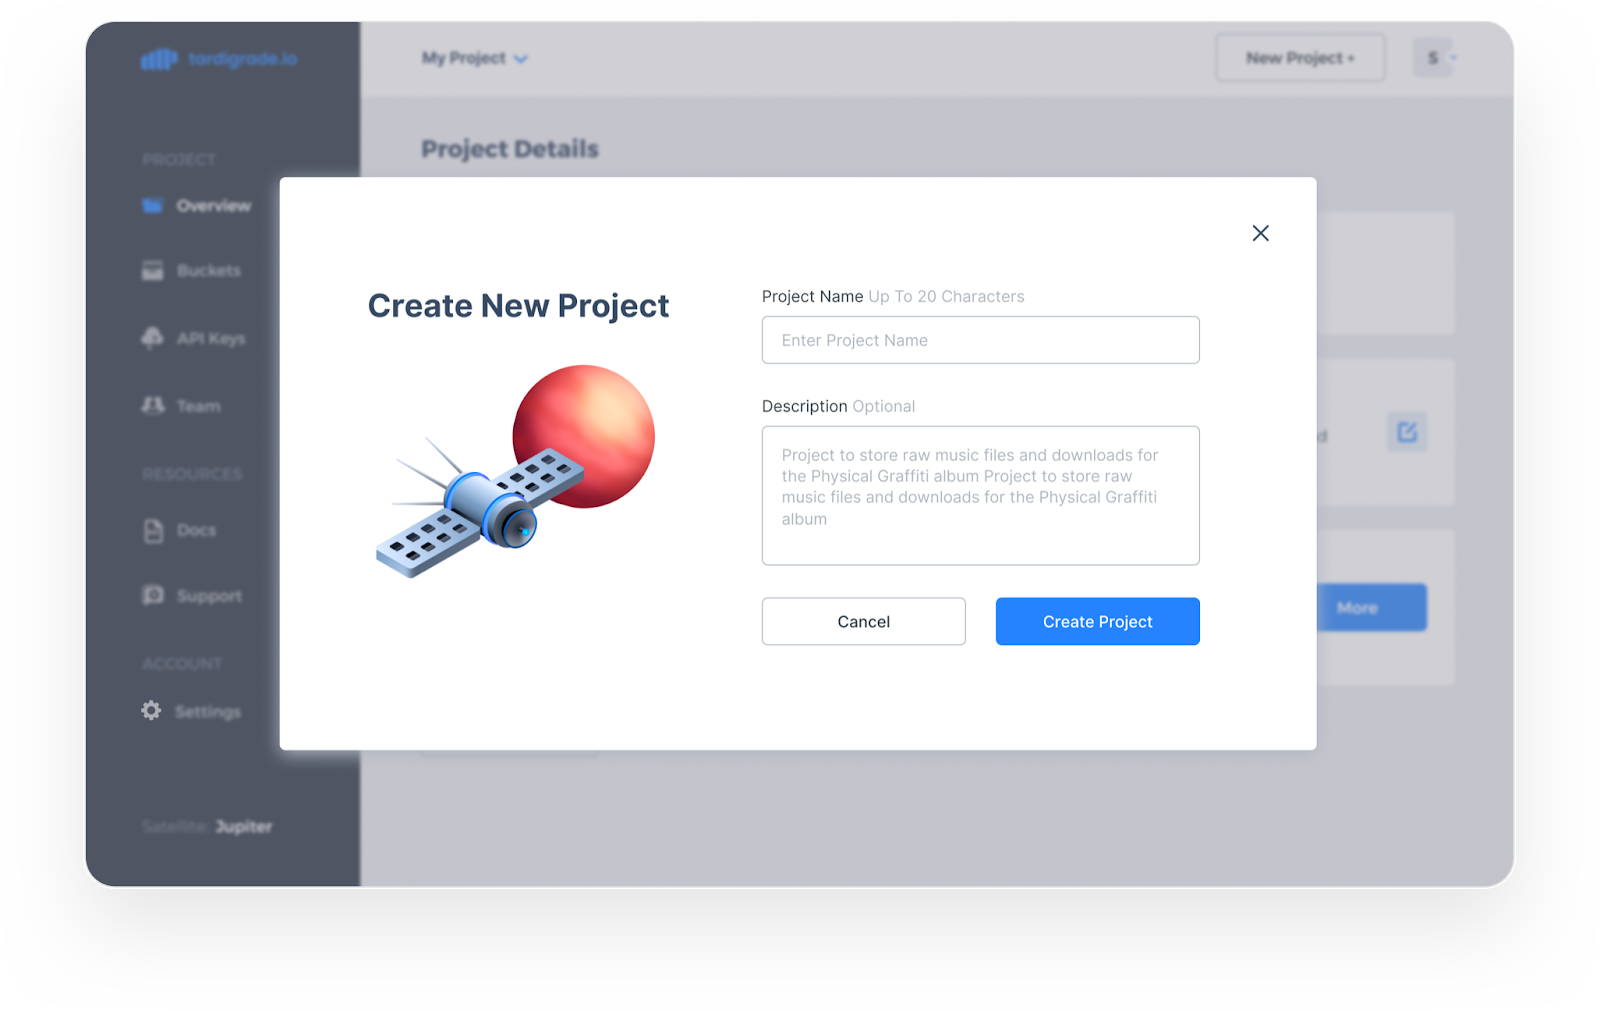 tardigrade.io
My Project
New Project +
S
PROJECT
Overview
Buckets
API Keys
Team
RESOURCES
Docs
Support
ACCOUNT
Settings
Satellite: Jupiter
Project Details
Create New Project
Project Name Up To 20 Characters
Enter Project Name
Description Optional
Project to store raw music files and downloads for
the Physical Graffiti album Project to store raw
music files and downloads for the Physical Graffiti
album
Cancel
Create Project
More